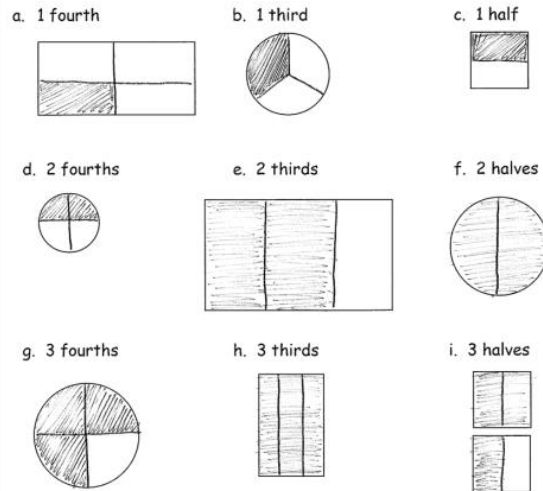 a. 1 fourth
b. 1 third
c. 1 half
d. 2 fourths
e. 2 thirds
f. 2 halves
g. 3 fourths
h. 3 thirds
i. 3 halves